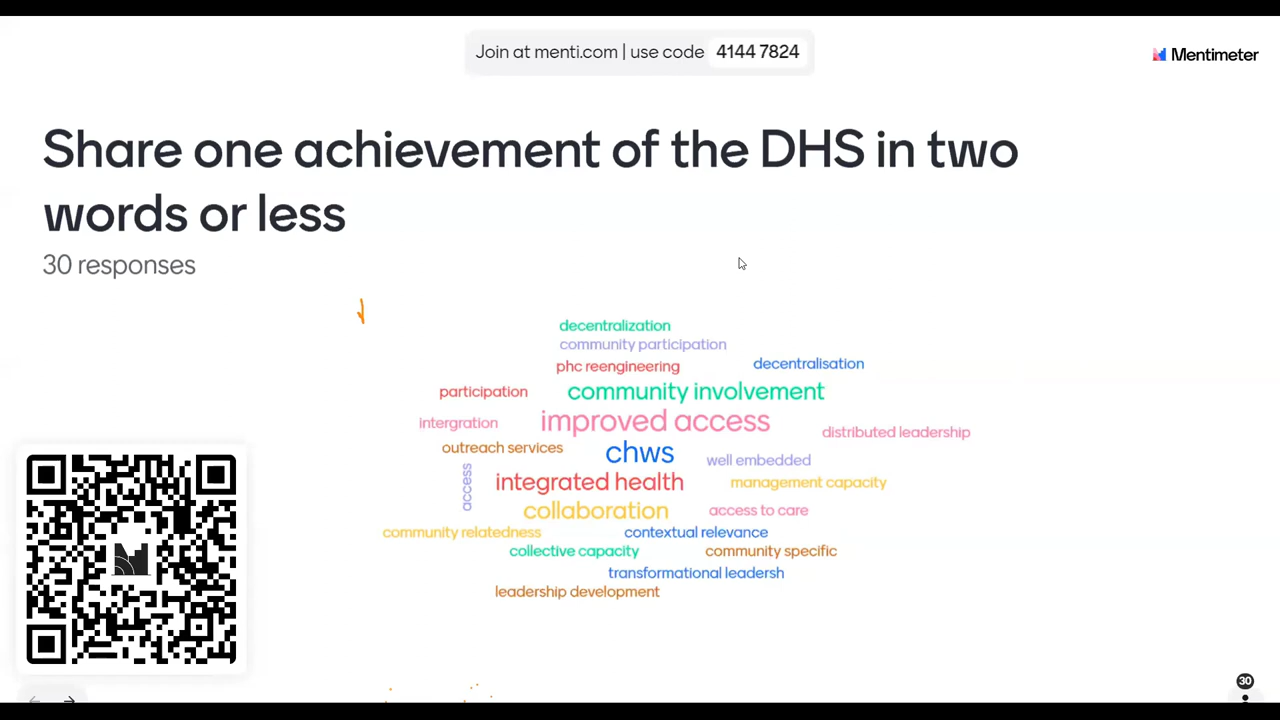 Join at menti.com | use code 4144 7824
Mentimeter
Share one achievement of the DHS in two
words or less
30 responses
decentralization
community participation
phc reengineering
decentralisation
participation
community involvement
intergration
improved access
distributed leadership
outreach services
chws
well embedded
access
integrated health
management capacity
collaboration
access to care
community relatedness
contextual relevance
collective capacity
community specific
transformational leadersh
leadership development
30